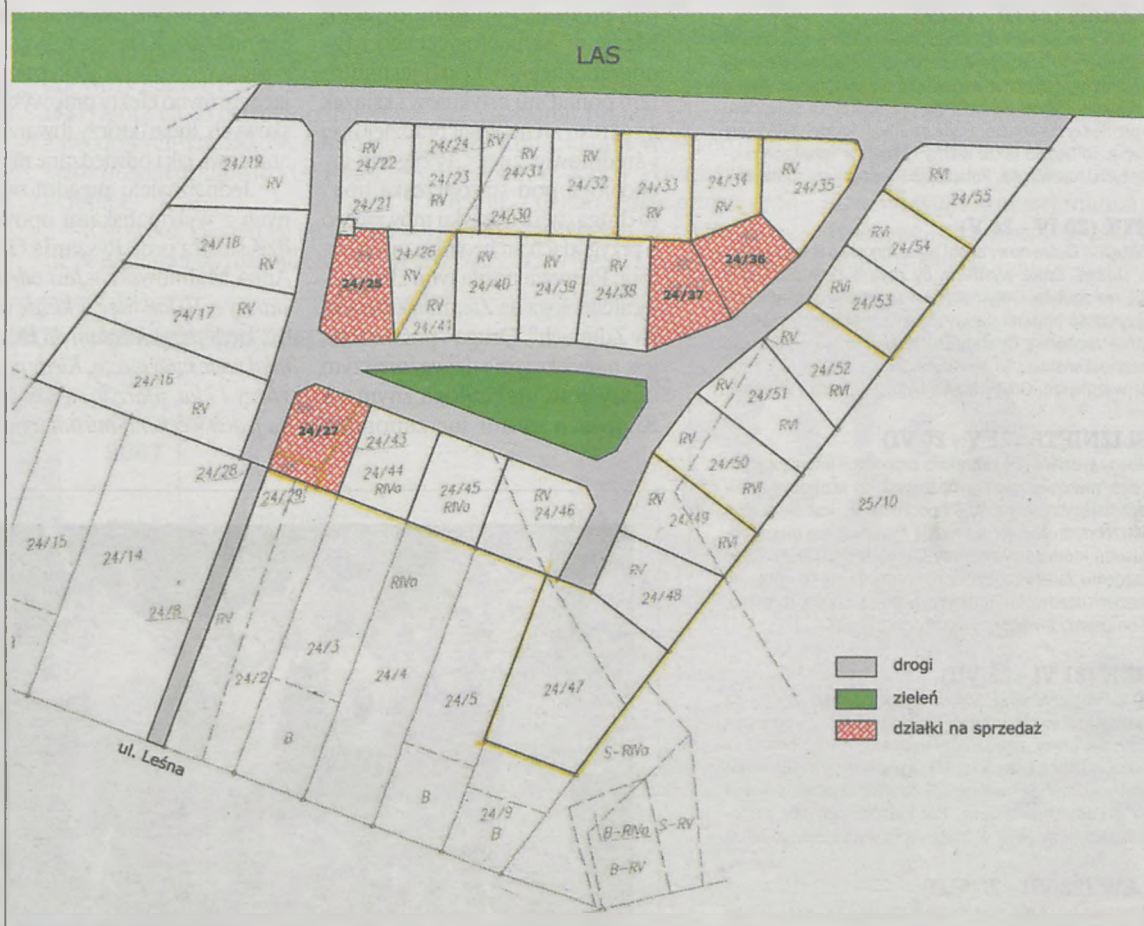 LAS
24/19
RV
RV
24/22
24/24
RV
24/23
RV
RV
24/31
RV
24/32
24/33
RV
24/34
RV
RV
24/35
RVI
24/55
24/21
24/30
24/18
RV
24/25
24/26
RV
RV
24/40
RV
24/39
RV
24/38
24/37
24/36
RVI
24/54
RVI
24/53
24/17
RV
RV
24/41
RV
24/52
RVI
24/16
RV
RV
24/51
RVI
24/27
24/43
24/44
RIVa
24/45
RIVa
RV
24/46
RV
24/50
RVI
24/28
24/29
25/10
RV
24/49
RVI
24/15
24/14
RIVa
RV
24/48
24/8
RV
24/3
24/2
24/4
24/5
24/47
drogi
zieleń
działki na sprzedaż
ul. Leśna
B
S-RIVa
B
24/9
B
B-RIVa
S-RV
B-RV